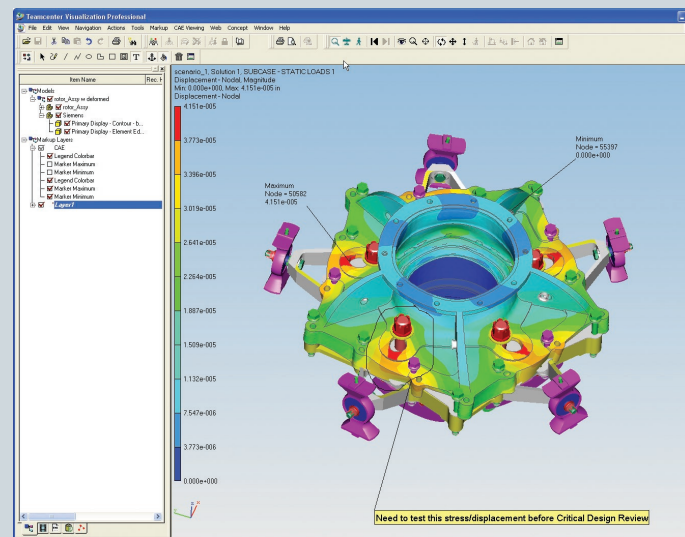 Teamcenter Visualization Professional
File Edit View Navigation Actions Tools Markup CAE Viewing Web Concept Window Help
Item Name Rec. H
Models
rotor_Assy w deformed
rotor_Assy
Siemens
Primary Display - Contour - b...
Primary Display - Element Ed...
Markup Layers
CAE
Legend Colorbar
Marker Maximum
Marker Minimum
Legend Colorbar
Marker Maximum
Marker Minimum
Layer1
scenario_1, Solution 1, SUBCASE - STATIC LOADS 1
Displacement - Nodal, Magnitude
Min: 0.000e+000, Max: 4.151e-005 in
Displacement - Nodal
4.151e-005
3.773e-005
3.396e-005
3.019e-005
2.641e-005
2.264e-005
1.887e-005
1.509e-005
1.132e-005
7.547e-006
3.773e-006
0.000e+000
Minimum
Node = 55397
0.000e+000
Maximum
Node = 50582
4.151e-005
Need to test this stress/displacement before Critical Design Review